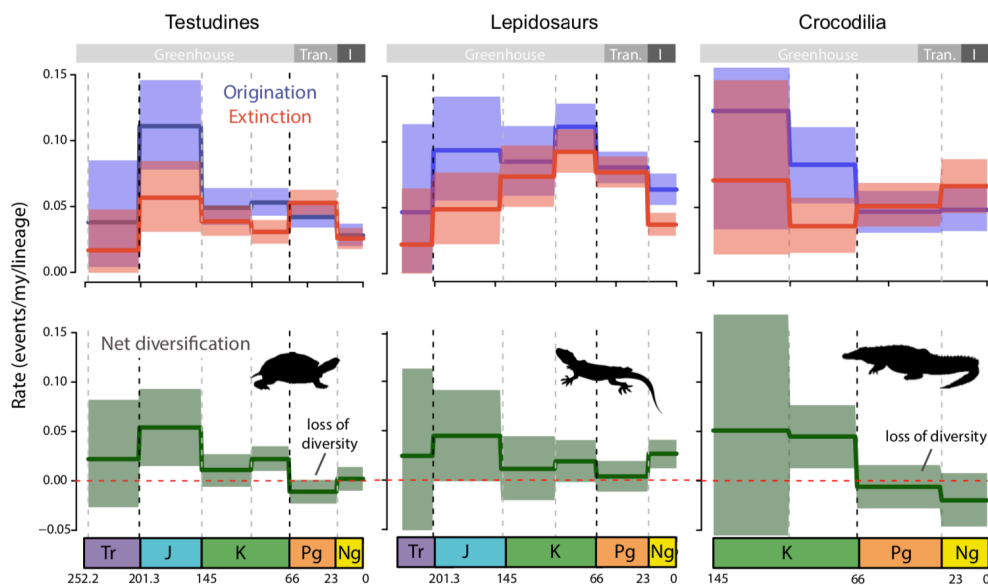 Testudines
Lepidosaurs
Crocodilia
Greenhouse Tran. I
Greenhouse Tran. I
Greenhouse Tran. I
Rate (events/my/lineage)
0.15
0.10
0.05
0.00
Origination
Extinction
0.15
0.10
0.05
0.00
−0.05
Net diversification
loss of
diversity
loss of diversity
Tr J K Pg Ng
252.2 201.3 145 66 23 0
Tr J K Pg Ng
201.3 145 66 23 0
K Pg Ng
145 66 23 0